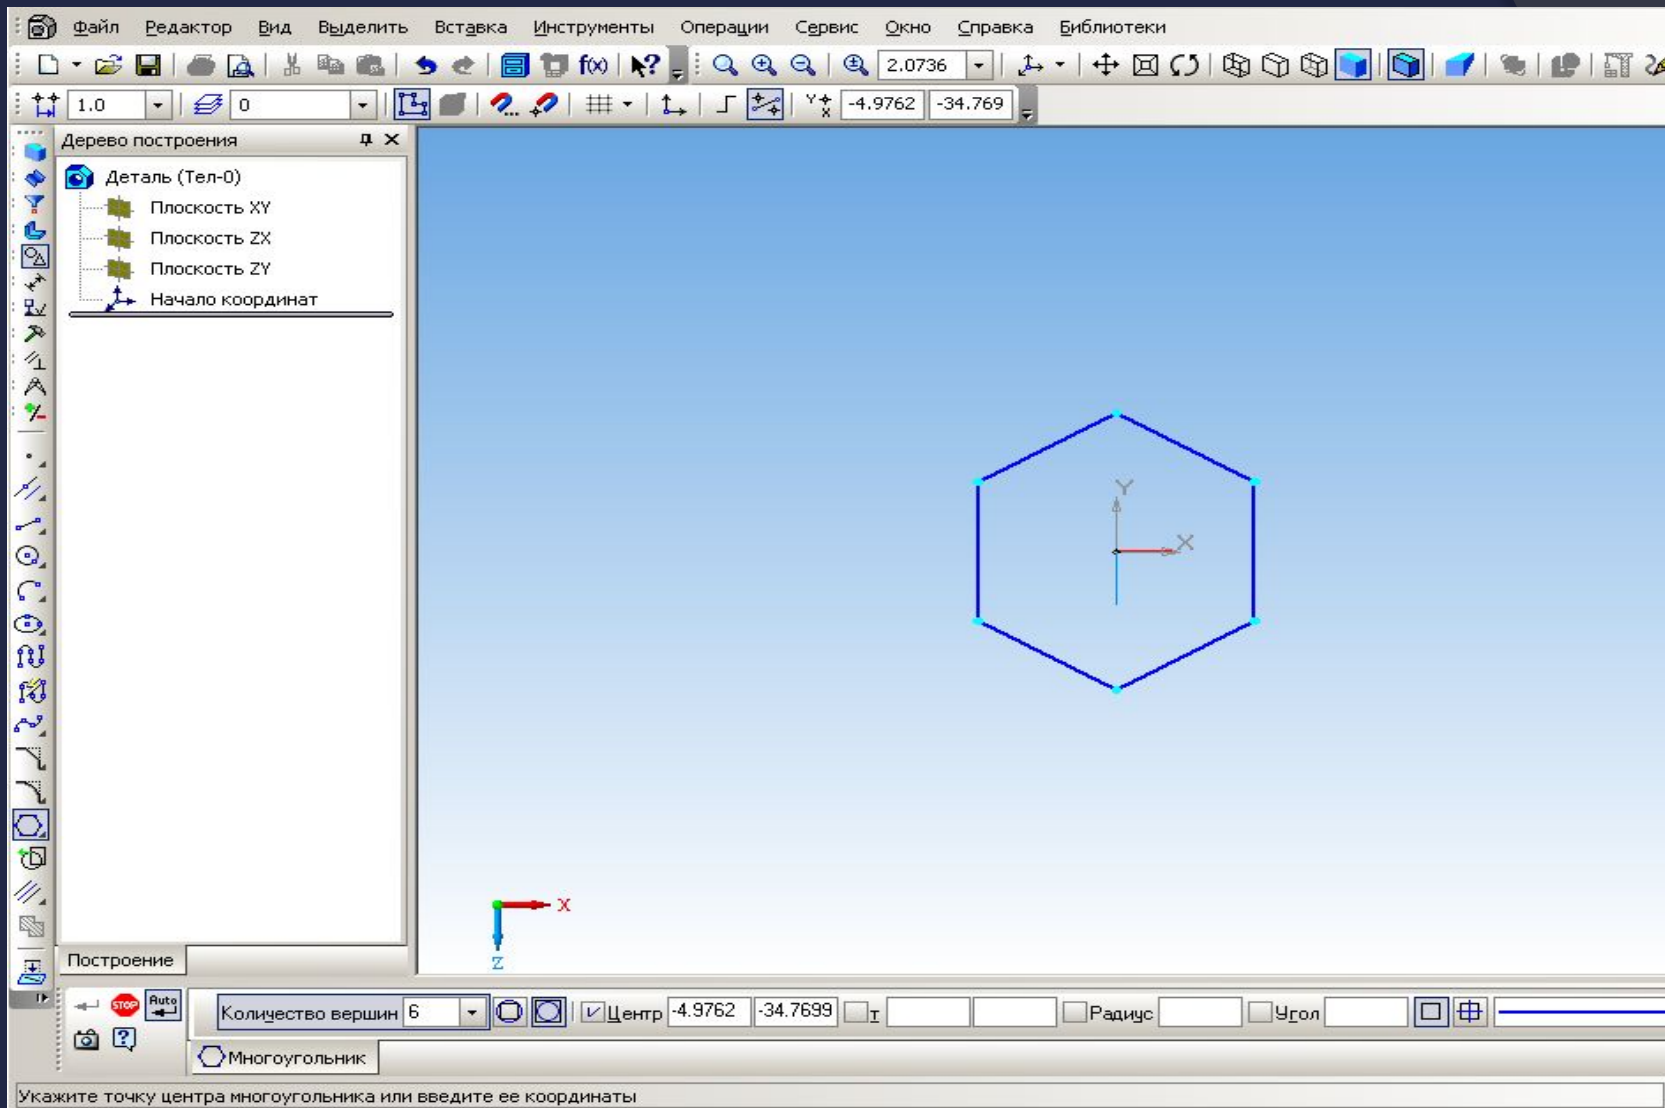 Файл Редактор Вид Выделить Вставка Инструменты Операции Сервис Окно Справка Библиотеки
f(x) 2.0736
1.0 0 -4.9762 -34.769
Дерево построения
Деталь (Тел-0)
Плоскость XY
Плоскость ZX
Плоскость ZY
Начало координат
Y
X
X
Z
Построение
STOP Auto Количество вершин 6 Центр -4.9762 -34.7699 т Радиус Угол
Многоугольник
Укажите точку центра многоугольника или введите ее координаты